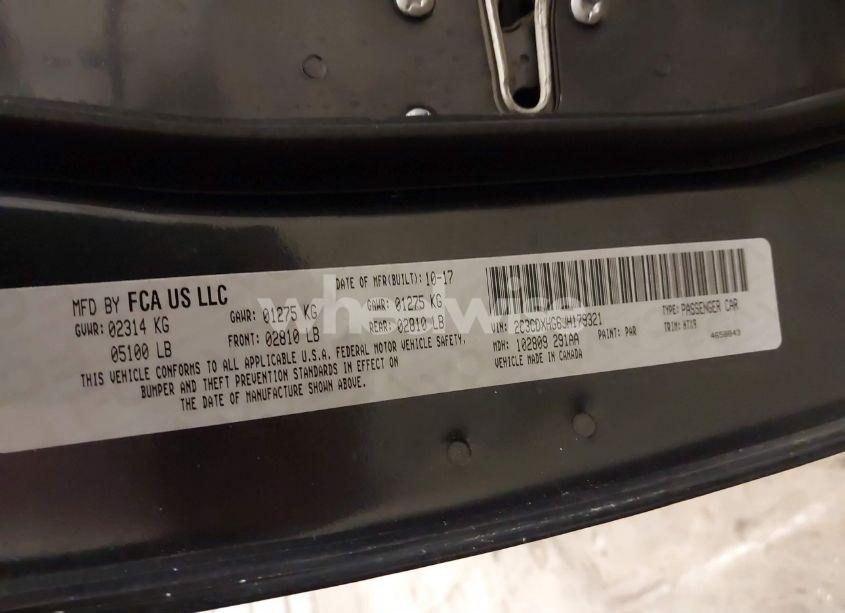 MFD BY FCA US LLC
DATE OF MFR(BUILT): 10-17
GVWR: 02314 KG
05100 LB
GAWR: 01275 KG
FRONT: 02810 LB
GAWR: 01275 KG
REAR: 02810 LB
THIS VEHICLE CONFORMS TO ALL APPLICABLE U.S.A. FEDERAL MOTOR VEHICLE SAFETY,
BUMPER AND THEFT PREVENTION STANDARDS IN EFFECT ON
THE DATE OF MANUFACTURE SHOWN ABOVE.
VIN:
TYPE: PASSENGER CAR
MDH: 102809 291AA
PAINT: PAR
TRIM: HTX9
VEHICLE MADE IN CANADA
4658843
whatwise